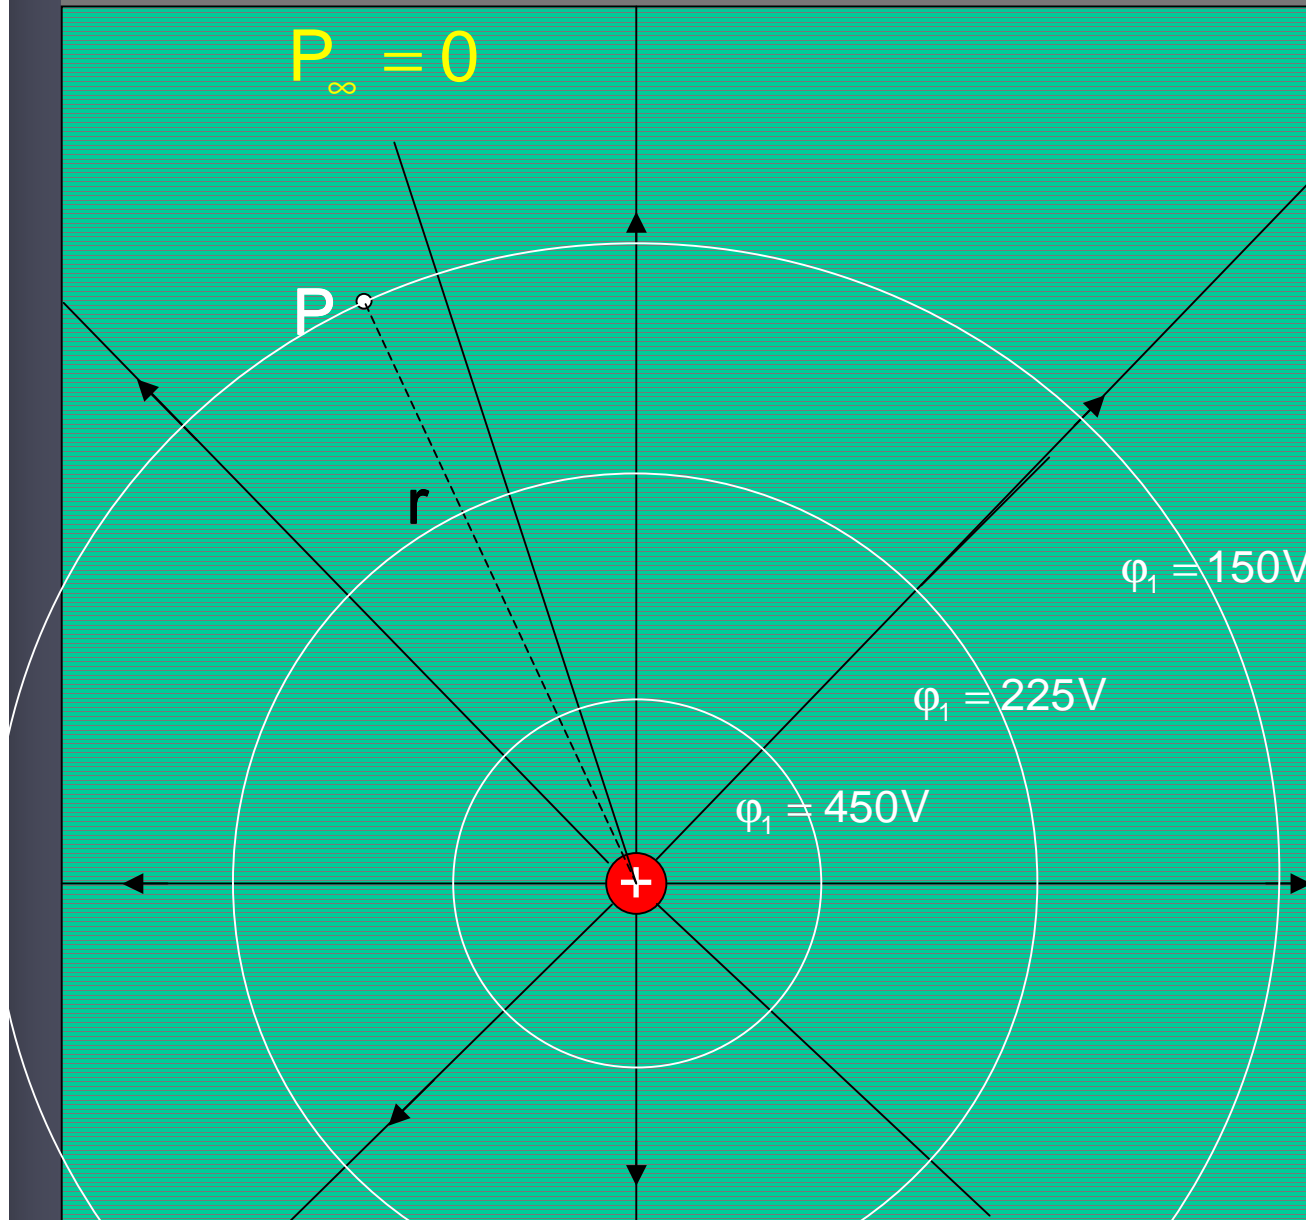 P∞ = 0
P
r
φ₁ = 150V
φ₁ = 225V
φ₁ = 450V
+